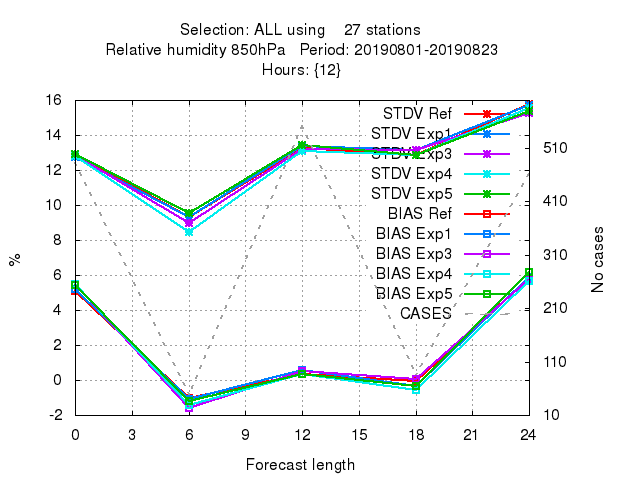 Selection: ALL using 27 stations
Relative humidity 850hPa Period: 20190801-20190823
Hours: {12}
16
14
12
10
8
6
4
2
0
-2
%
STDV Ref
STDV Exp1
STDV Exp3
STDV Exp4
STDV Exp5
BIAS Ref
BIAS Exp1
BIAS Exp3
BIAS Exp4
BIAS Exp5
CASES
510
410
310
210
110
10
No cases
0 3 6 9 12 15 18 21 24
Forecast length